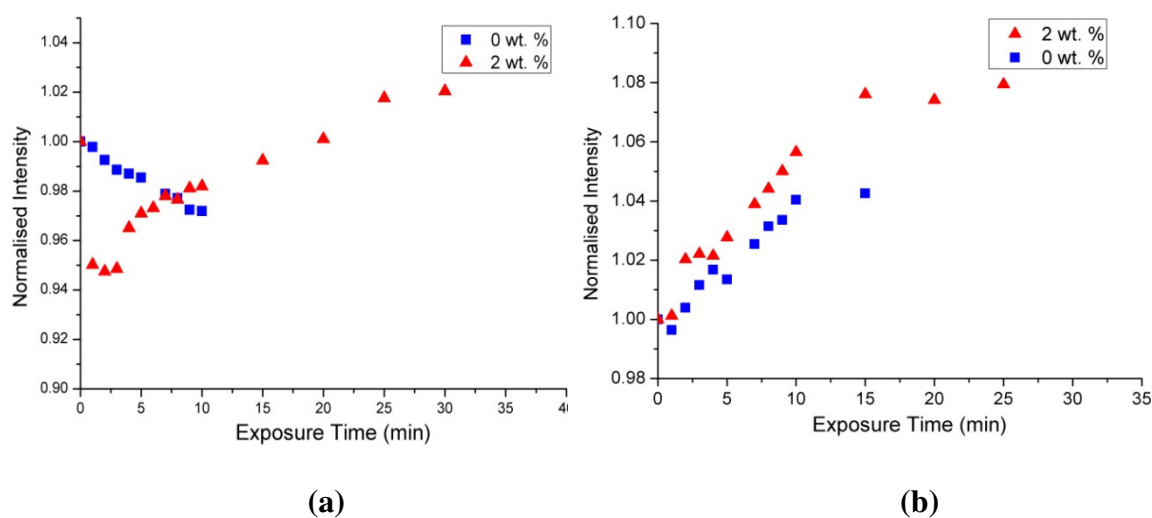 1.04
1.02
1.00
0.98
0.96
0.94
0.92
0.90
Normalised Intensity
0 wt. %
2 wt. %
0 5 10 15 20 25 30 35
Exposure Time (min)
(a)
1.10
1.08
1.06
1.04
1.02
1.00
0.98
Normalised Intensity
2 wt. %
0 wt. %
0 5 10 15 20 25 30 35
Exposure Time (min)
(b)